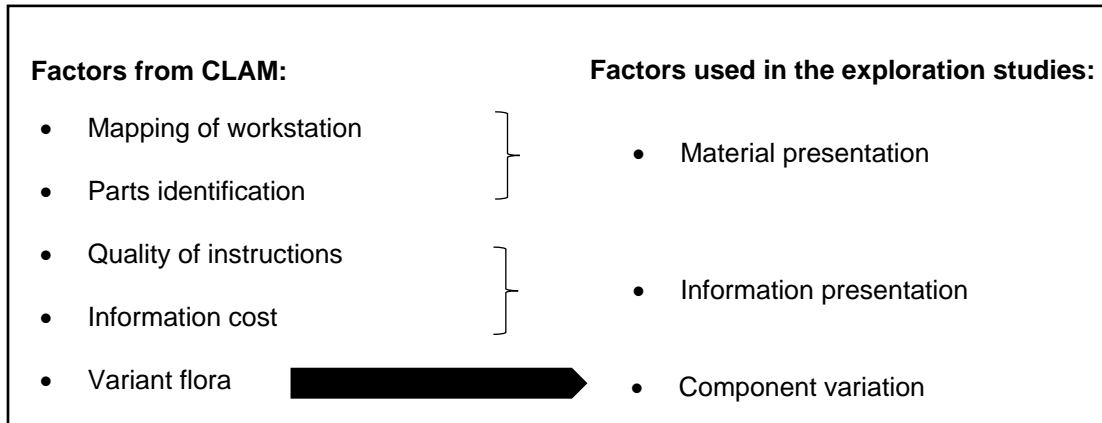 Factors from CLAM:
• Mapping of workstation
• Parts identification
• Quality of instructions
• Information cost
• Variant flora
Factors used in the exploration studies:
• Material presentation
• Information presentation
• Component variation